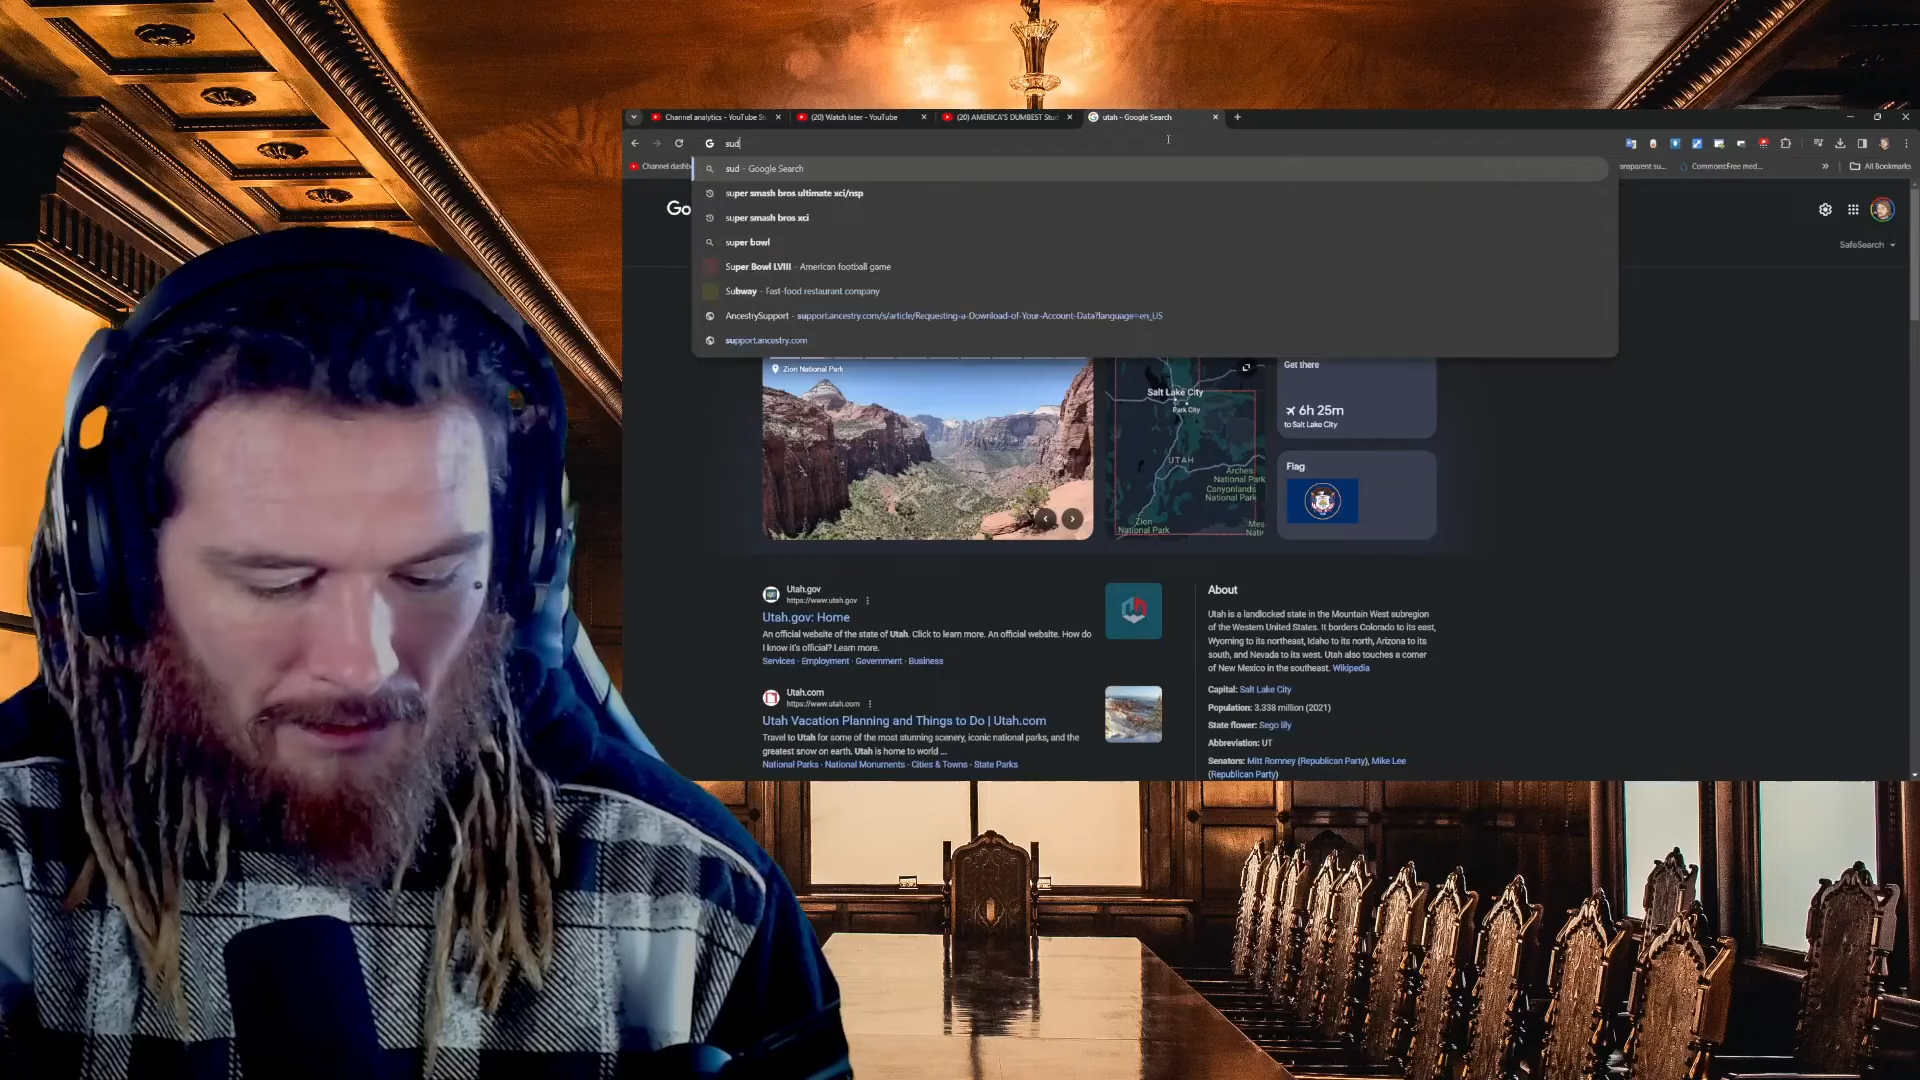 Channel analytics - YouTube St
(20) Watch later - YouTube
(20) AMERICA'S DUMBEST Stud
utah - Google Search
sud
Channel dashb
ansparent su...
Commons:Free med...
All Bookmarks
sud - Google Search
super smash bros ultimate xci/nsp
super smash bros xci
super bowl
Super Bowl LVIII - American football game
Subway - Fast-food restaurant company
AncestrySupport - support.ancestry.com/s/article/Requesting-a-Download-of-Your-Account-Data?language=en_US
support.ancestry.com
Go
SafeSearch
Zion National Park
Salt Lake City
Park City
UTAH
Arches
National Park
Canyonlands
National Park
Zion
National Park
Mes
Natio
Get there
6h 25m
to Salt Lake City
Flag
Utah.gov
https://www.utah.gov
Utah.gov: Home
An official website of the state of Utah. Click to learn more. An official website. How do
I know it's official? Learn more.
Services · Employment · Government · Business
Utah.com
https://www.utah.com
Utah Vacation Planning and Things to Do | Utah.com
Travel to Utah for some of the most stunning scenery, iconic national parks, and the
greatest snow on earth. Utah is home to world ...
National Parks · National Monuments · Cities & Towns · State Parks
About
Utah is a landlocked state in the Mountain West subregion
of the Western United States. It borders Colorado to its east,
Wyoming to its northeast, Idaho to its north, Arizona to its
south, and Nevada to its west. Utah also touches a corner
of New Mexico in the southeast. Wikipedia
Capital: Salt Lake City
Population: 3.338 million (2021)
State flower: Sego lily
Abbreviation: UT
Senators: Mitt Romney (Republican Party), Mike Lee
(Republican Party)